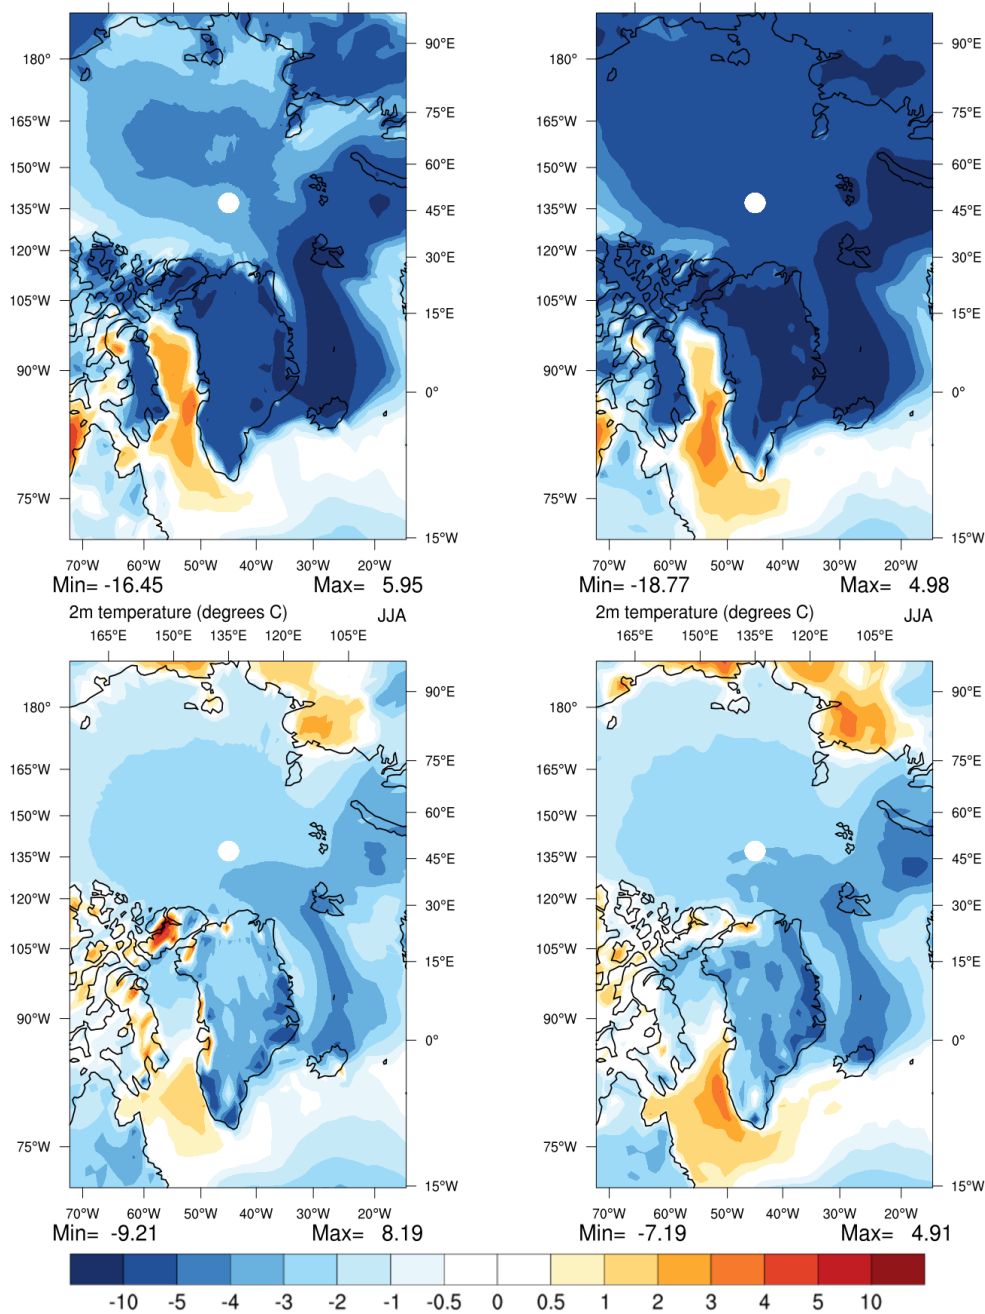 90°E 90°E
180° 180°
75°E 75°E
165°W 165°W
150°W 60°E 150°W 60°E
135°W 45°E 135°W 45°E
120°W 30°E 120°W 30°E
105°W 15°E 105°W 15°E
90°W 0° 90°W 0°
75°W 75°W
15°W 15°W
70°W 60°W 50°W 40°W 30°W 20°W 70°W 60°W 50°W 40°W 30°W 20°W
Min= -16.45 Max= 5.95 Min= -18.77 Max= 4.98
2m temperature (degrees C) JJA 2m temperature (degrees C) JJA
165°E 150°E 135°E 120°E 105°E 165°E 150°E 135°E 120°E 105°E
90°E 90°E
180° 180°
75°E 75°E
165°W 165°W
150°W 60°E 150°W 60°E
135°W 45°E 135°W 45°E
120°W 30°E 120°W 30°E
105°W 15°E 105°W 15°E
90°W 0° 90°W 0°
75°W 75°W
15°W 15°W
70°W 60°W 50°W 40°W 30°W 20°W 70°W 60°W 50°W 40°W 30°W 20°W
Min= -9.21 Max= 8.19 Min= -7.19 Max= 4.91
-10 -5 -4 -3 -2 -1 -0.5 0 0.5 1 2 3 4 5 10